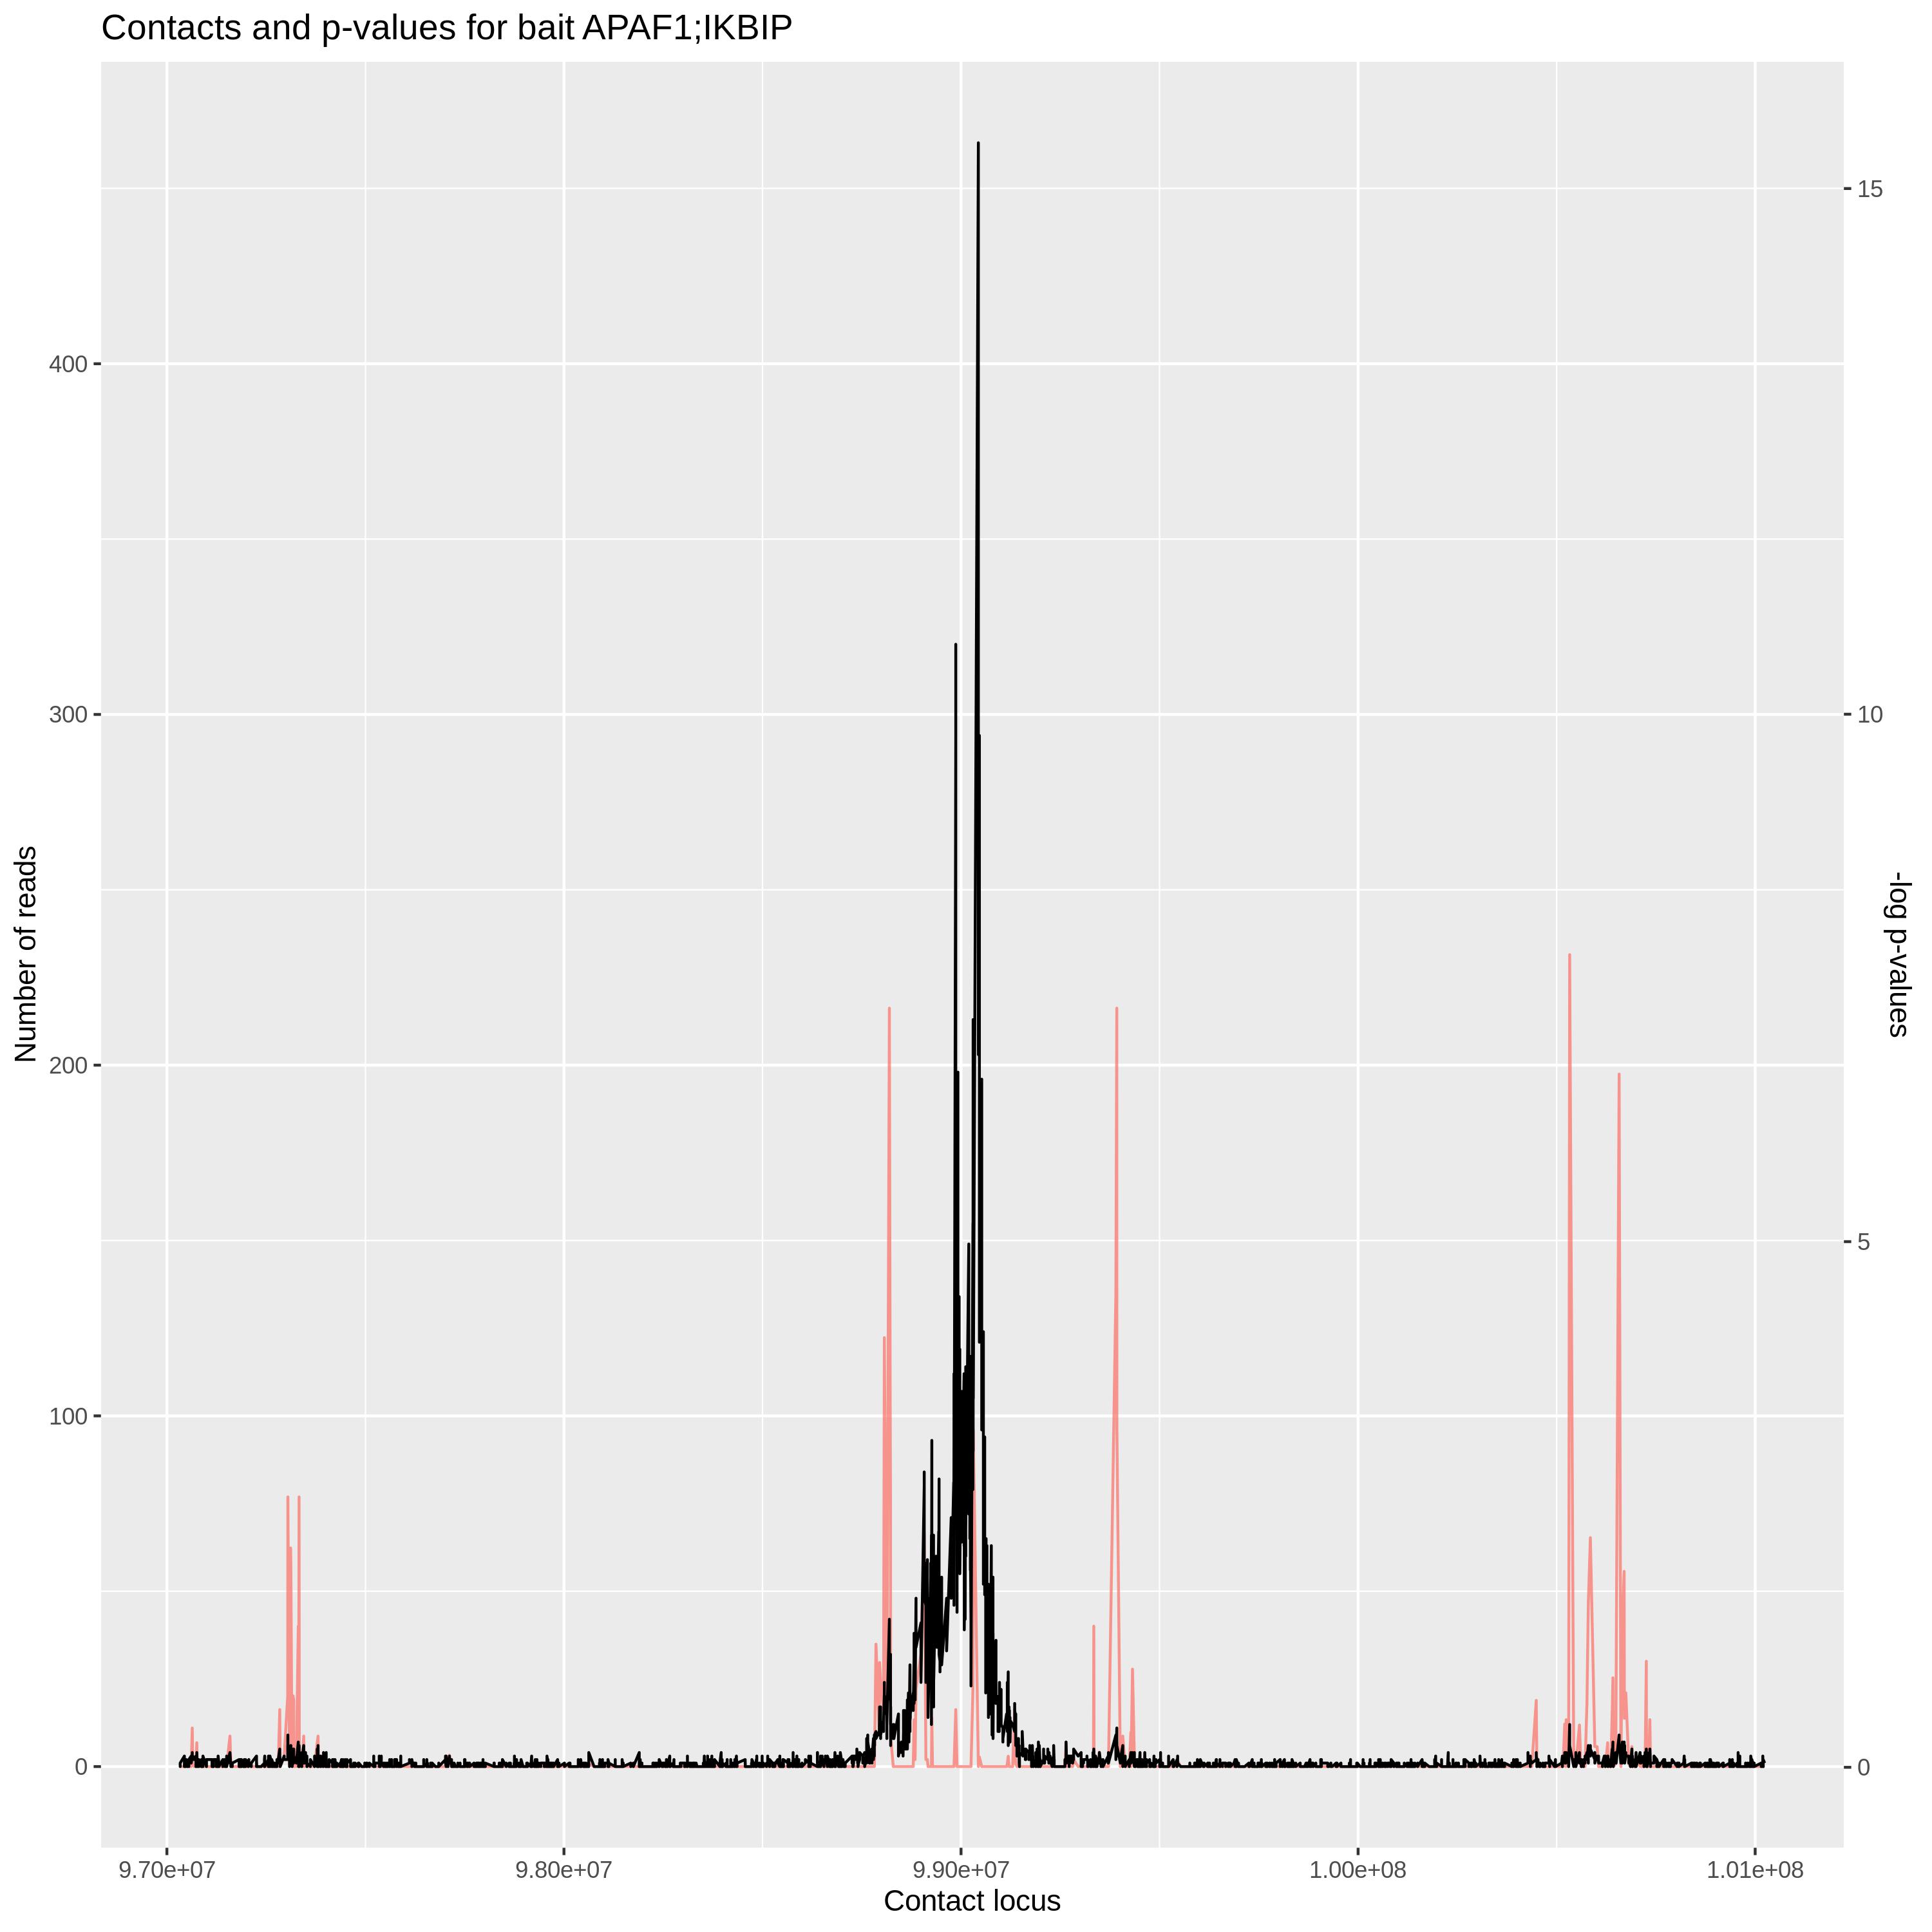 Contacts and p-values for bait APAF1;IKBIP
Number of reads
400
300
200
100
0
15
10
5
0
-log p-values
9.70e+07 9.80e+07 9.90e+07 1.00e+08 1.01e+08
Contact locus